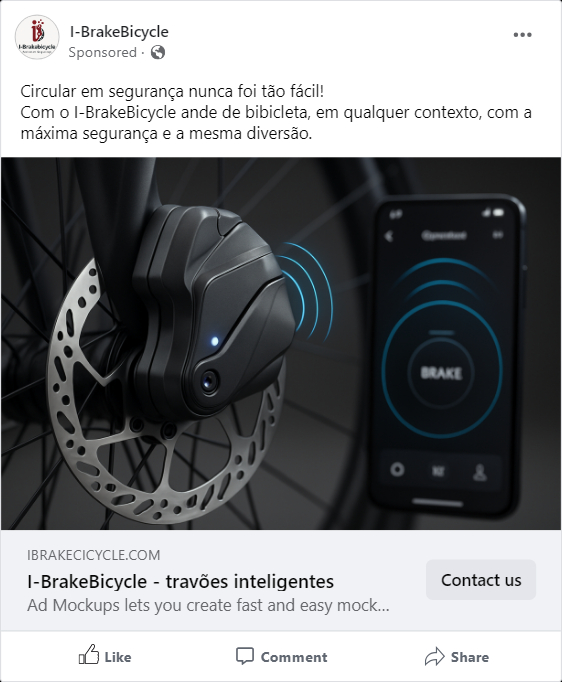 I-BrakeBicycle
Sponsored ·
I-Brakebicycle
Circular em segurança nunca foi tão fácil!
Com o I-BrakeBicycle ande de bibicleta, em qualquer contexto, com a
máxima segurança e a mesma diversão.
BRAKE
IBRAKECICYCLE.COM
I-BrakeBicycle - travões inteligentes
Ad Mockups lets you create fast and easy mock...
Contact us
Like
Comment
Share